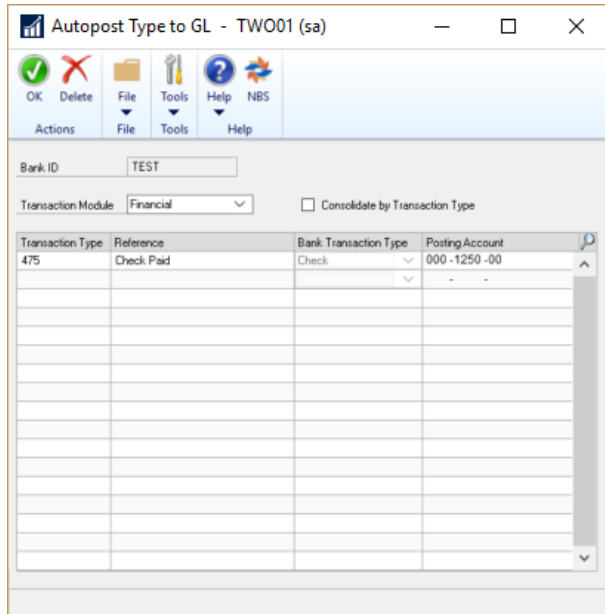 Autopost Type to GL - TWO01 (sa)
OK Delete File Tools Help NBS
Actions File Tools Help
Bank ID TEST
Transaction Module Financial Consolidate by Transaction Type
Transaction Type Reference Bank Transaction Type Posting Account
475 Check Paid Check 000 -1250 -00
- -